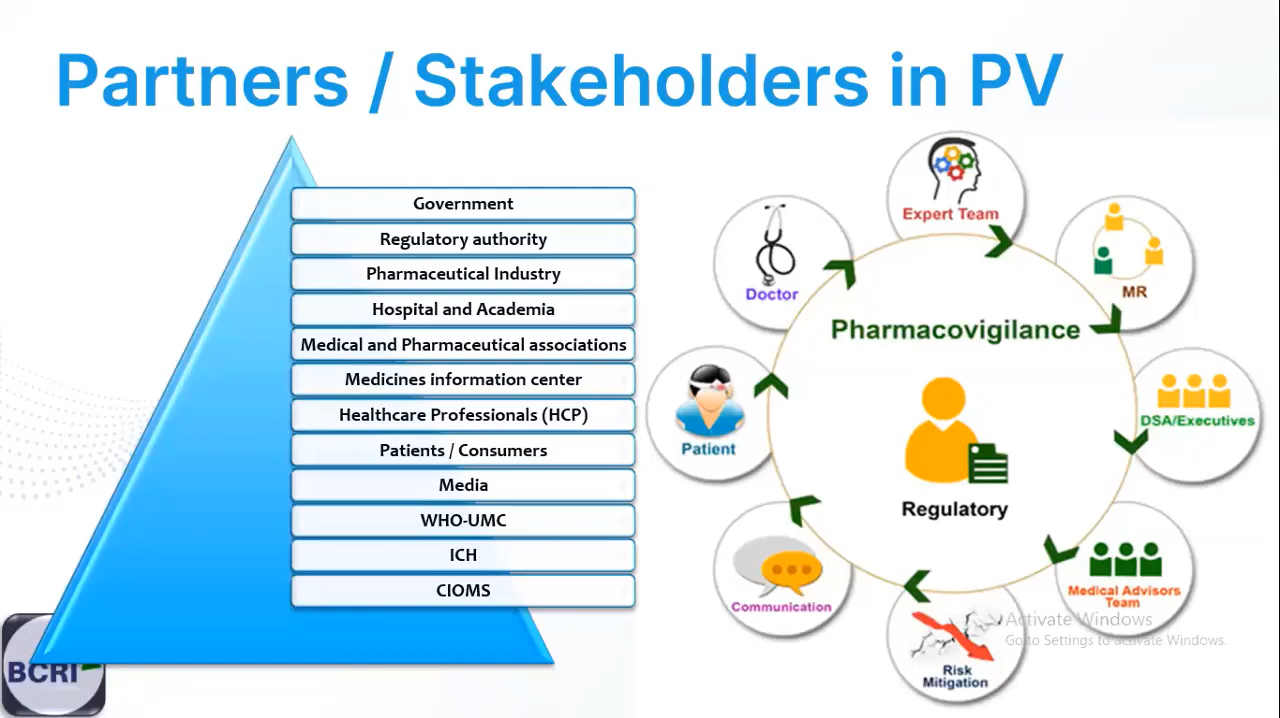 Partners / Stakeholders in PV
Government
Regulatory authority
Pharmaceutical Industry
Hospital and Academia
Medical and Pharmaceutical associations
Medicines information center
Healthcare Professionals (HCP)
Patients / Consumers
Media
WHO-UMC
ICH
CIOMS
BCRI
Expert Team
MR
DSA/Executives
Medical Advisors
Team
Risk
Mitigation
Communication
Patient
Doctor
Pharmacovigilance
Regulatory
Activate Windows
Go to Settings to activate Windows.